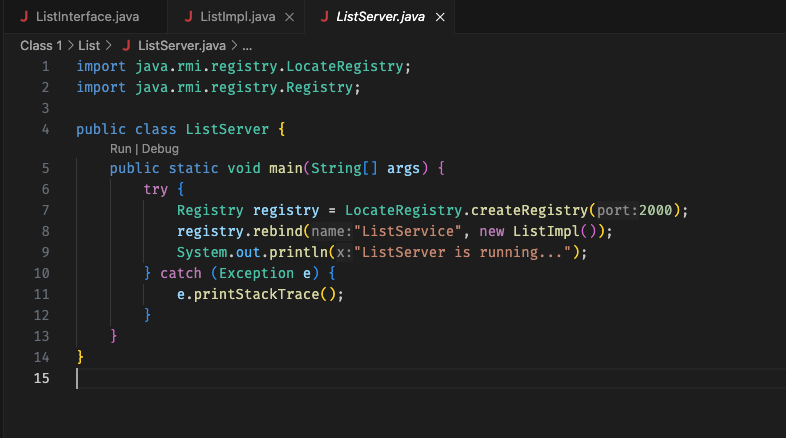 J ListInterface.java J ListImpl.java × J ListServer.java ×
Class 1 > List > J ListServer.java > ...
1 import java.rmi.registry.LocateRegistry;
2 import java.rmi.registry.Registry;
3
4 public class ListServer {
Run | Debug
5 public static void main(String[] args) {
6 try {
7 Registry registry = LocateRegistry.createRegistry(port:2000);
8 registry.rebind(name:"ListService", new ListImpl());
9 System.out.println(x:"ListServer is running...");
10 } catch (Exception e) {
11 e.printStackTrace();
12 }
13 }
14 }
15